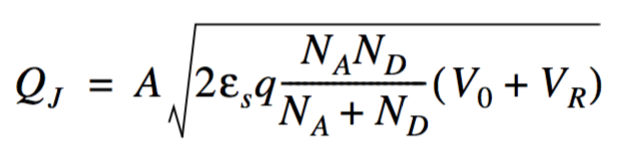 Q_J = A √(2ε_s q (N_A N_D)/(N_A + N_D) (V_0 + V_R))